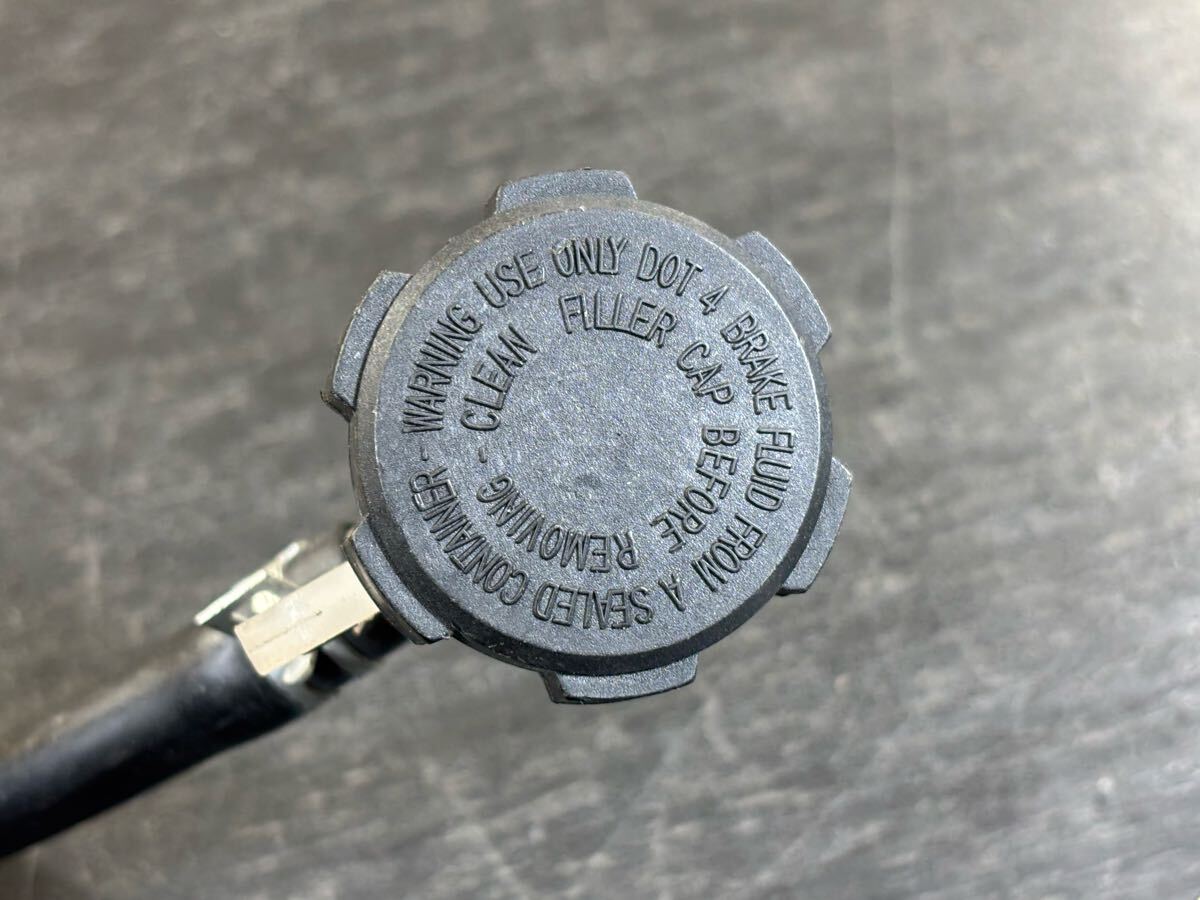 WARNING USE ONLY DOT 4 BRAKE FLUID FROM A SEALED CONTAINER -
CLEAN FILLER CAP BEFORE REMOVING -